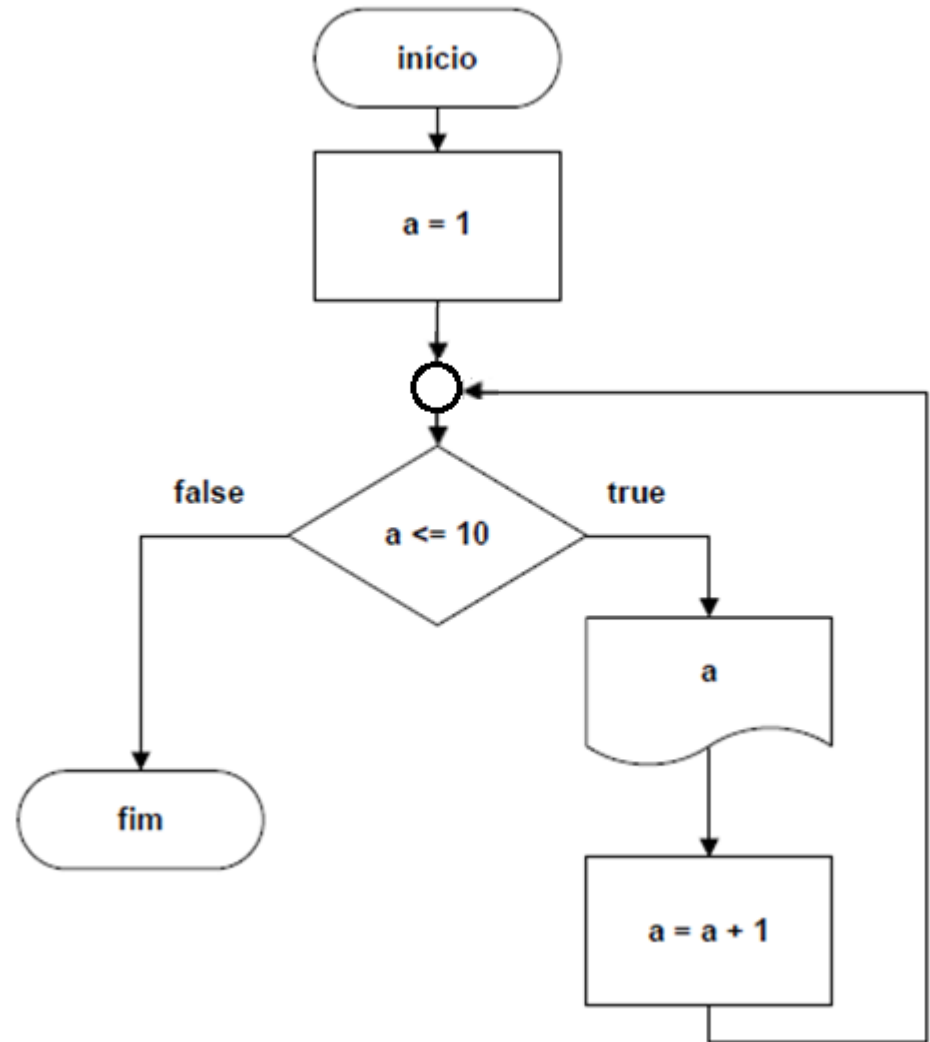 início
a = 1
false
true
a <= 10
a
fim
a = a + 1